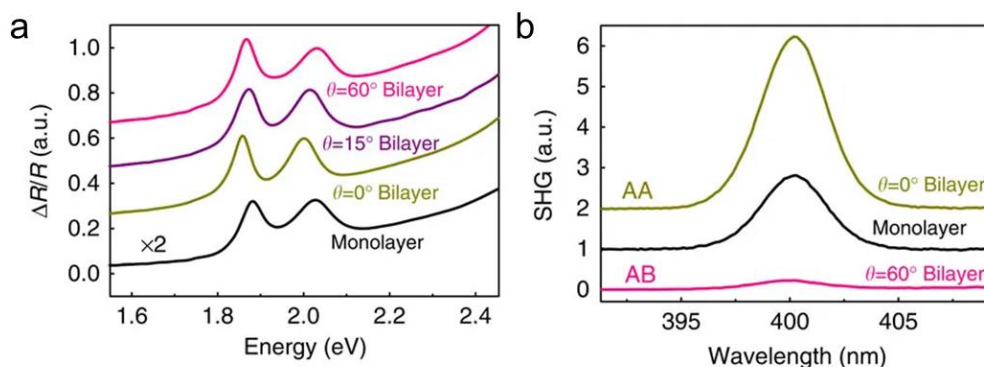 a
1.0
0.8
0.6
0.4
0.2
0.0
ΔR/R (a.u.)
θ=60° Bilayer
θ=15° Bilayer
θ=0° Bilayer
×2
Monolayer
1.6 1.8 2.0 2.2 2.4
Energy (eV)
b
6
5
4
3
2
1
0
SHG (a.u.)
AA
θ=0° Bilayer
Monolayer
AB
θ=60° Bilayer
395 400 405
Wavelength (nm)